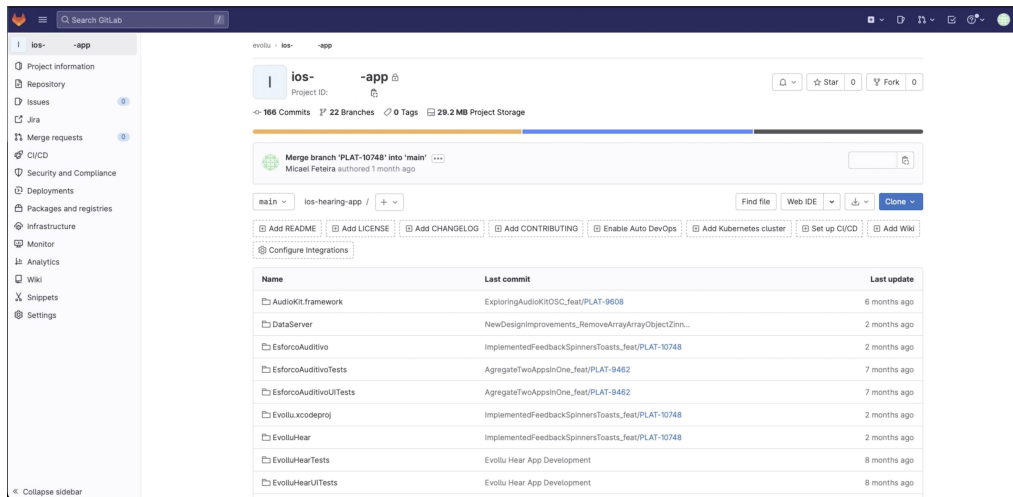 Search GitLab /
I ios- -app
Project information
Repository
Issues 0
Jira
Merge requests 0
CI/CD
Security and Compliance
Deployments
Packages and registries
Infrastructure
Monitor
Analytics
Wiki
Snippets
Settings
« Collapse sidebar
evollu › ios- -app
I
ios- -app
Project ID:
Star 0
Fork 0
166 Commits 22 Branches 0 Tags 29.2 MB Project Storage
Merge branch 'PLAT-10748' into 'main'
Micael Feteira authored 1 month ago
main ios-hearing-app / +
Find file Web IDE Clone
Add README Add LICENSE Add CHANGELOG Add CONTRIBUTING Enable Auto DevOps Add Kubernetes cluster Set up CI/CD Add Wiki
Configure Integrations
Name Last commit Last update
AudioKit.framework ExploringAudioKitOSC_feat/PLAT-9608 6 months ago
DataServer NewDesignImprovements_RemoveArrayArrayObjectZinn... 2 months ago
EsforcoAuditivo ImplementedFeedbackSpinnersToasts_feat/PLAT-10748 2 months ago
EsforcoAuditivoTests AgregateTwoAppsInOne_feat/PLAT-9462 7 months ago
EsforcoAuditivoUITests AgregateTwoAppsInOne_feat/PLAT-9462 7 months ago
Evollu.xcodeproj ImplementedFeedbackSpinnersToasts_feat/PLAT-10748 2 months ago
EvolluHear ImplementedFeedbackSpinnersToasts_feat/PLAT-10748 2 months ago
EvolluHearTests Evollu Hear App Development 8 months ago
EvolluHearUITests Evollu Hear App Development 8 months ago